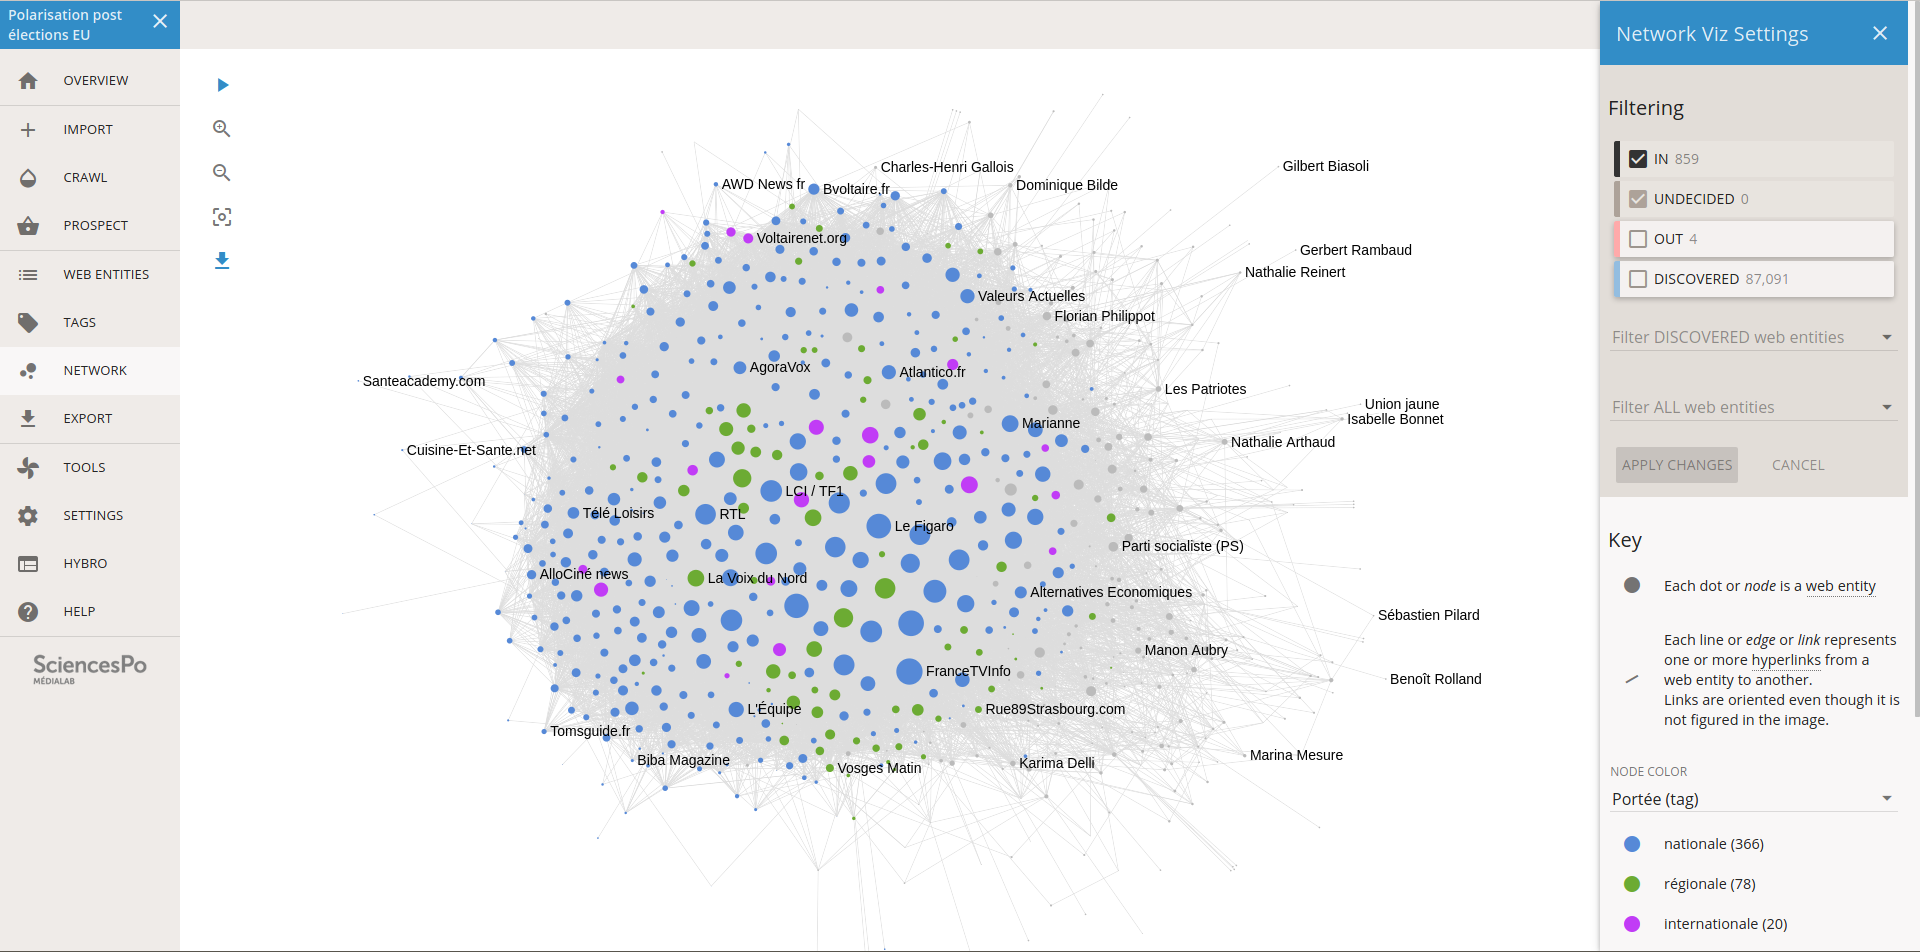 Polarisation post
élections EU
OVERVIEW
IMPORT
CRAWL
PROSPECT
WEB ENTITIES
TAGS
NETWORK
EXPORT
TOOLS
SETTINGS
HYBRO
HELP
SciencesPo
MÉDIALAB
Charles-Henri Gallois
Gilbert Biasoli
AWD News fr
Bvoltaire.fr
Dominique Bilde
Voltairenet.org
Gerbert Rambaud
Nathalie Reinert
Valeurs Actuelles
Florian Philippot
AgoraVox
Atlantico.fr
Santeacademy.com
Les Patriotes
Union jaune
Isabelle Bonnet
Marianne
Nathalie Arthaud
Cuisine-Et-Sante.net
LCI / TF1
Télé Loisirs
RTL
Le Figaro
Parti socialiste (PS)
AlloCiné news
La Voix du Nord
Alternatives Economiques
Sébastien Pilard
Manon Aubry
FranceTVInfo
Benoît Rolland
L'Équipe
Rue89Strasbourg.com
Tomsguide.fr
Biba Magazine
Vosges Matin
Karima Delli
Marina Mesure
Network Viz Settings
Filtering
IN 859
UNDECIDED 0
OUT 4
DISCOVERED 87,091
Filter DISCOVERED web entities
Filter ALL web entities
APPLY CHANGES CANCEL
Key
Each dot or node is a web entity
Each line or edge or link represents
one or more hyperlinks from a
web entity to another.
Links are oriented even though it is
not figured in the image.
NODE COLOR
Portée (tag)
nationale (366)
régionale (78)
internationale (20)